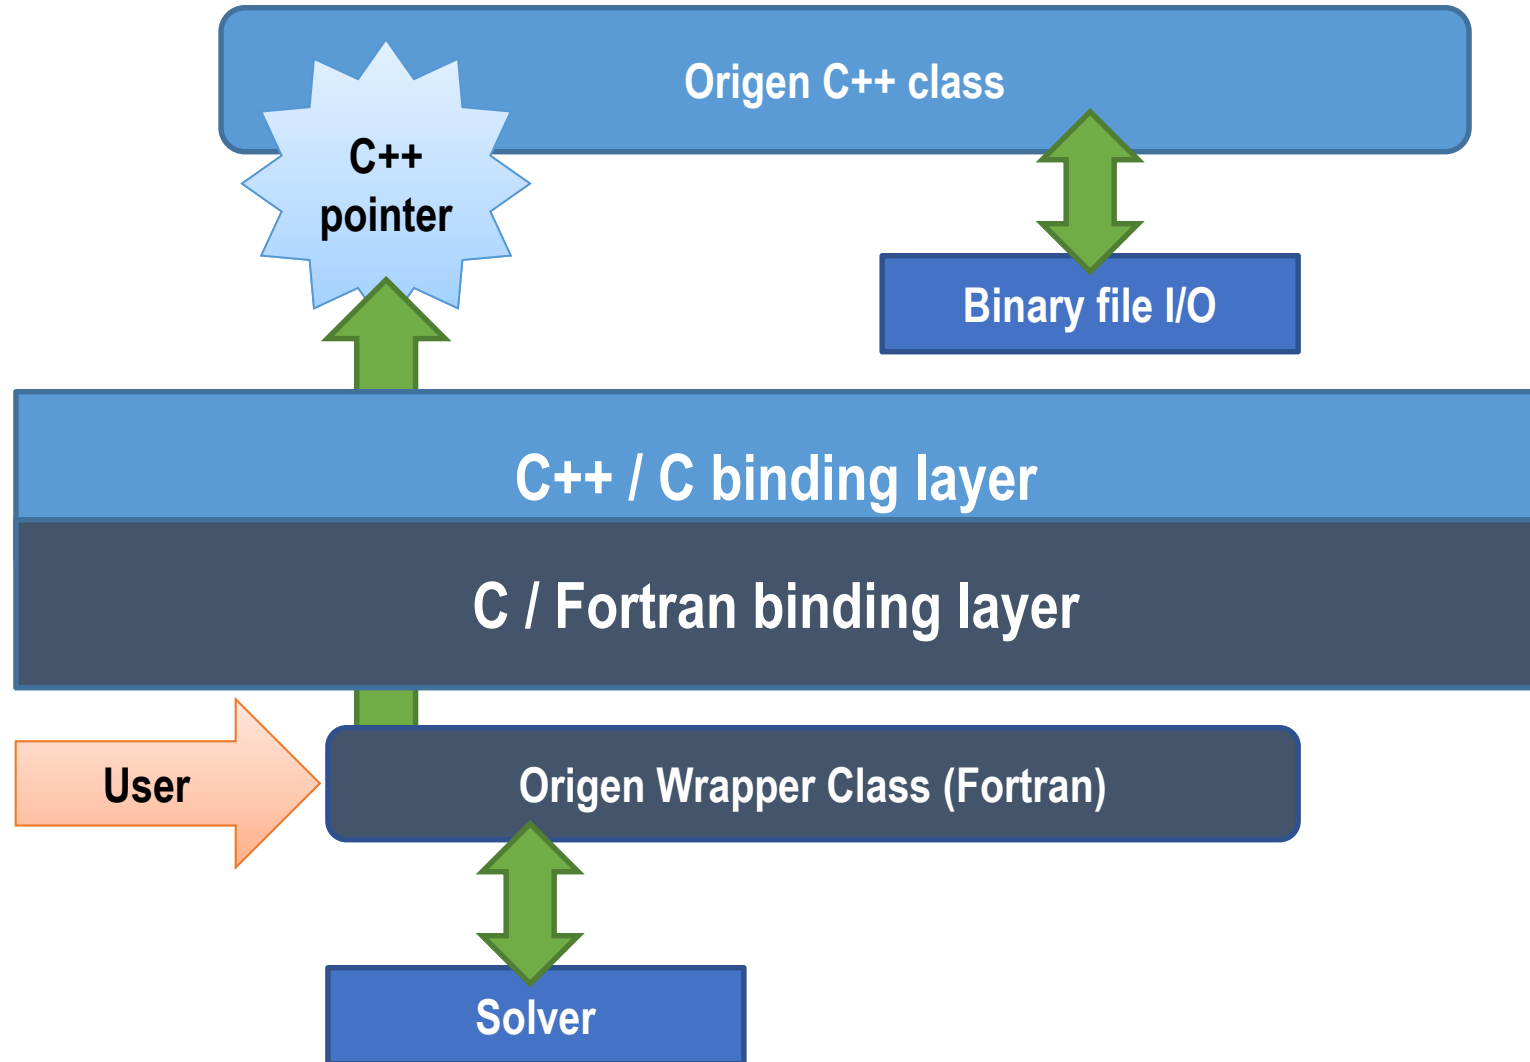 Origen C++ class
C++
pointer
Binary file I/O
C++ / C binding layer
C / Fortran binding layer
User
Origen Wrapper Class (Fortran)
Solver